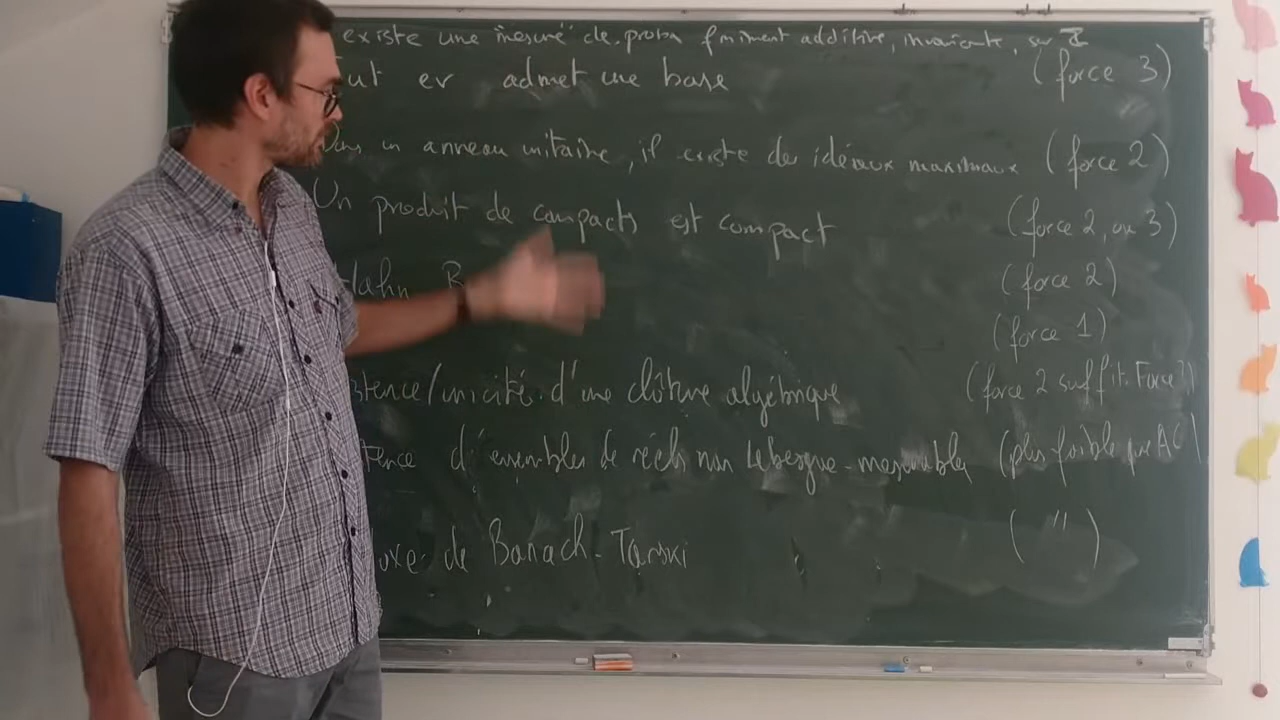 existe une mesure de proba finiment additive, invariante, sur ℤ
out ev admet une base (force 3)
Dans un anneau unitaire, il existe des idéaux maximaux (force 2)
Un produit de compacts est compact (force 2, ou 3)
Hahn B (force 2)
(force 1)
stence/unicité d'une clôture algébrique (force 2 suffit. Force?)
tence d'ensembles de réels non Lebesgue-mesurables (plus faible que AC)
oxe de Banach-Tarski ( " )